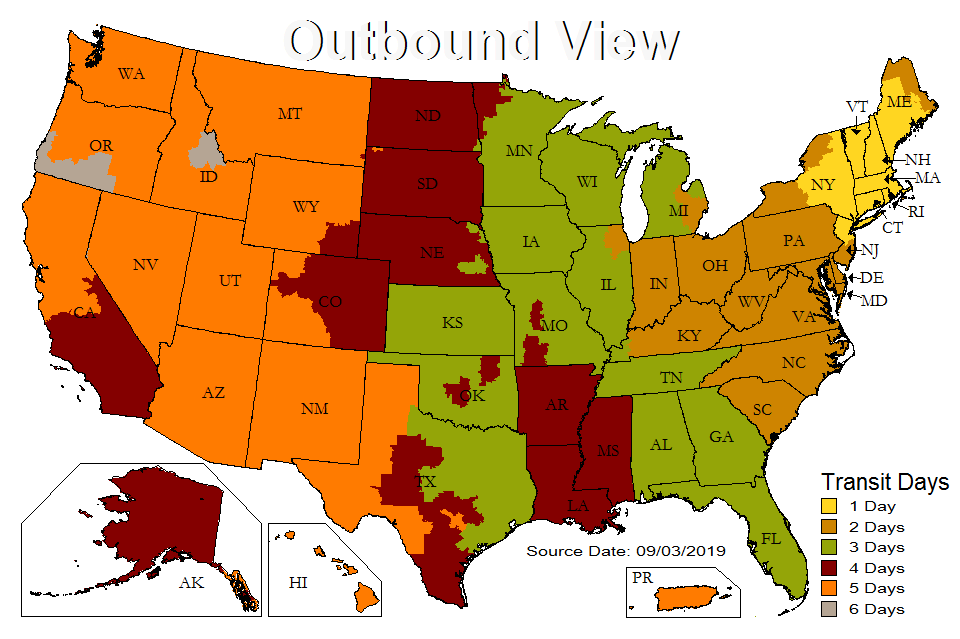 Outbound View
WA
MT
ND
MN
VT
ME
OR
ID
SD
WI
NH
MA
NY
MI
RI
CT
WY
NE
IA
PA
NJ
NV
UT
CO
IL
IN
OH
DE
MD
WV
VA
CA
KS
MO
KY
AZ
NM
OK
AR
TN
NC
SC
TX
LA
MS
AL
GA
FL
AK
HI
PR
Source Date: 09/03/2019
Transit Days
1 Day
2 Days
3 Days
4 Days
5 Days
6 Days